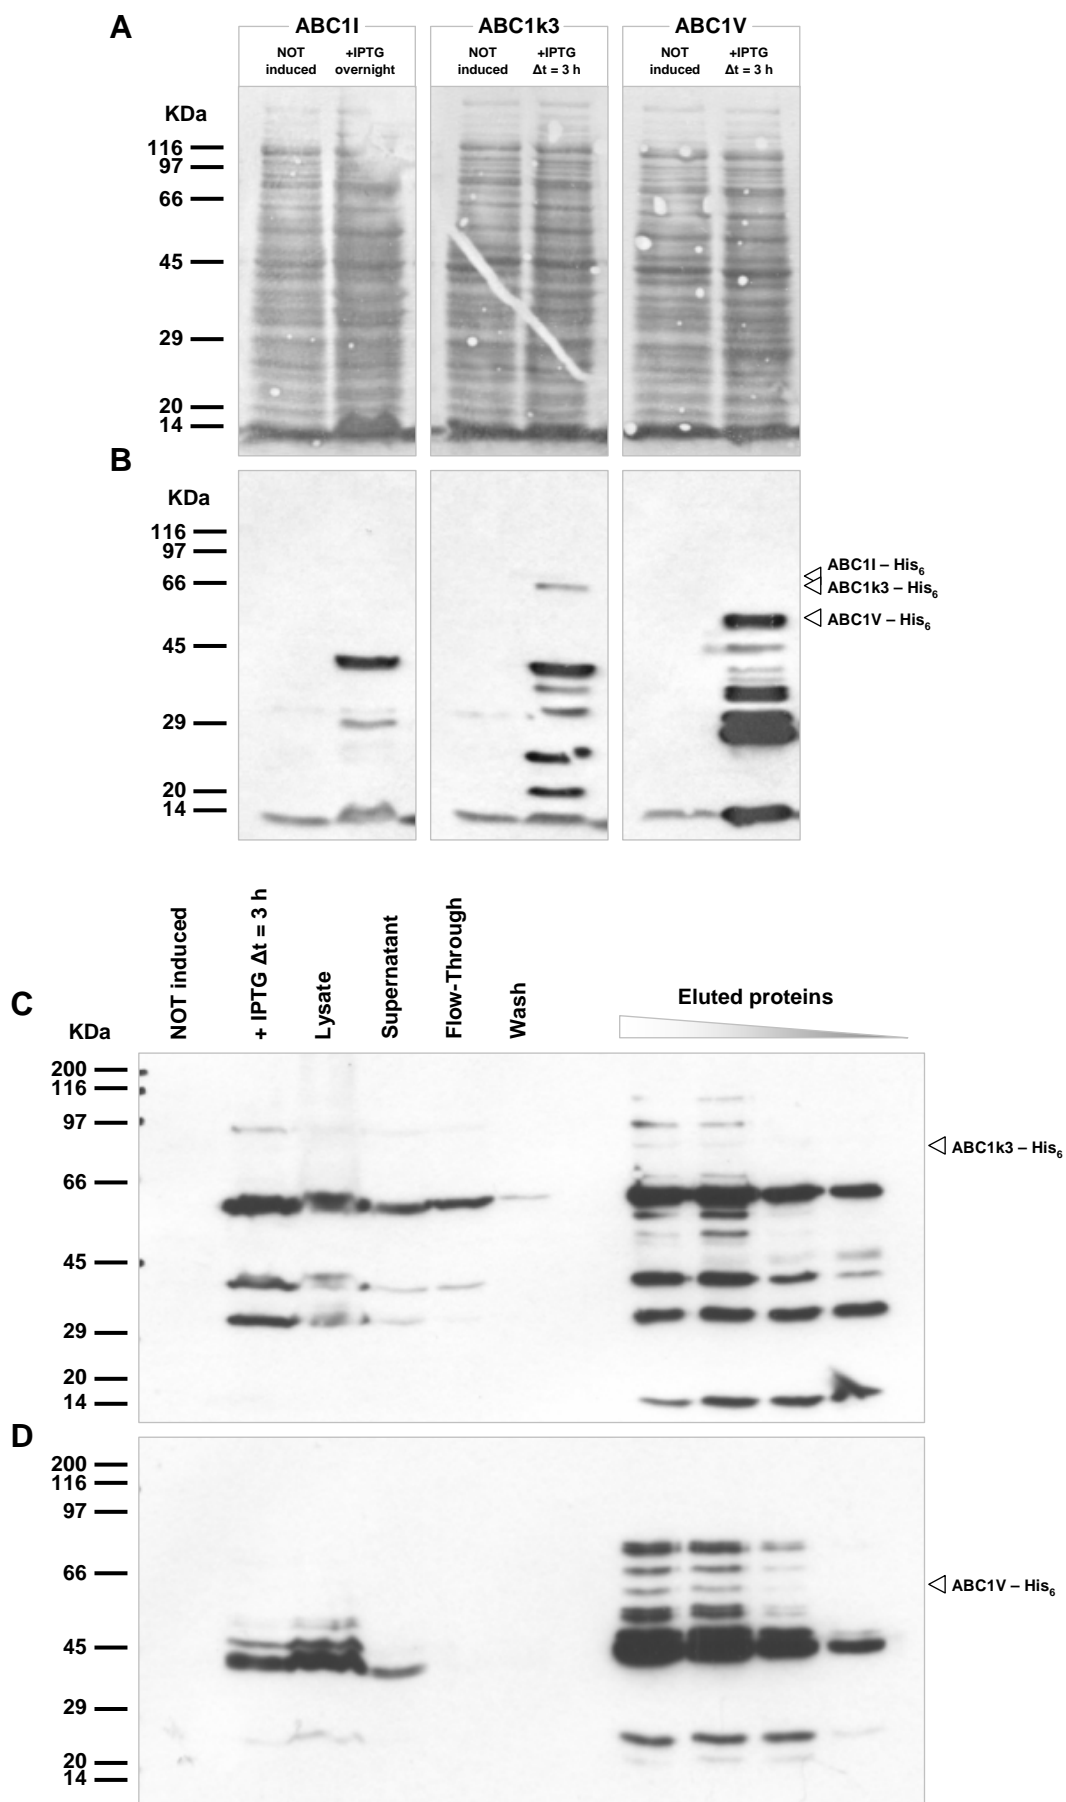 A
ABC1I
ABC1k3
ABC1V
NOT induced
+IPTG overnight
NOT induced
+IPTG Δt = 3 h
NOT induced
+IPTG Δt = 3 h
KDa
116
97
66
45
29
20
14
B
KDa
116
97
66
45
29
20
14
ABC1I – His6
ABC1k3 – His6
ABC1V – His6
C
KDa
NOT induced
+ IPTG Δt = 3 h
Lysate
Supernatant
Flow-Through
Wash
Eluted proteins
200
116
97
66
45
29
20
14
ABC1k3 – His6
D
200
116
97
66
45
29
20
14
ABC1V – His6